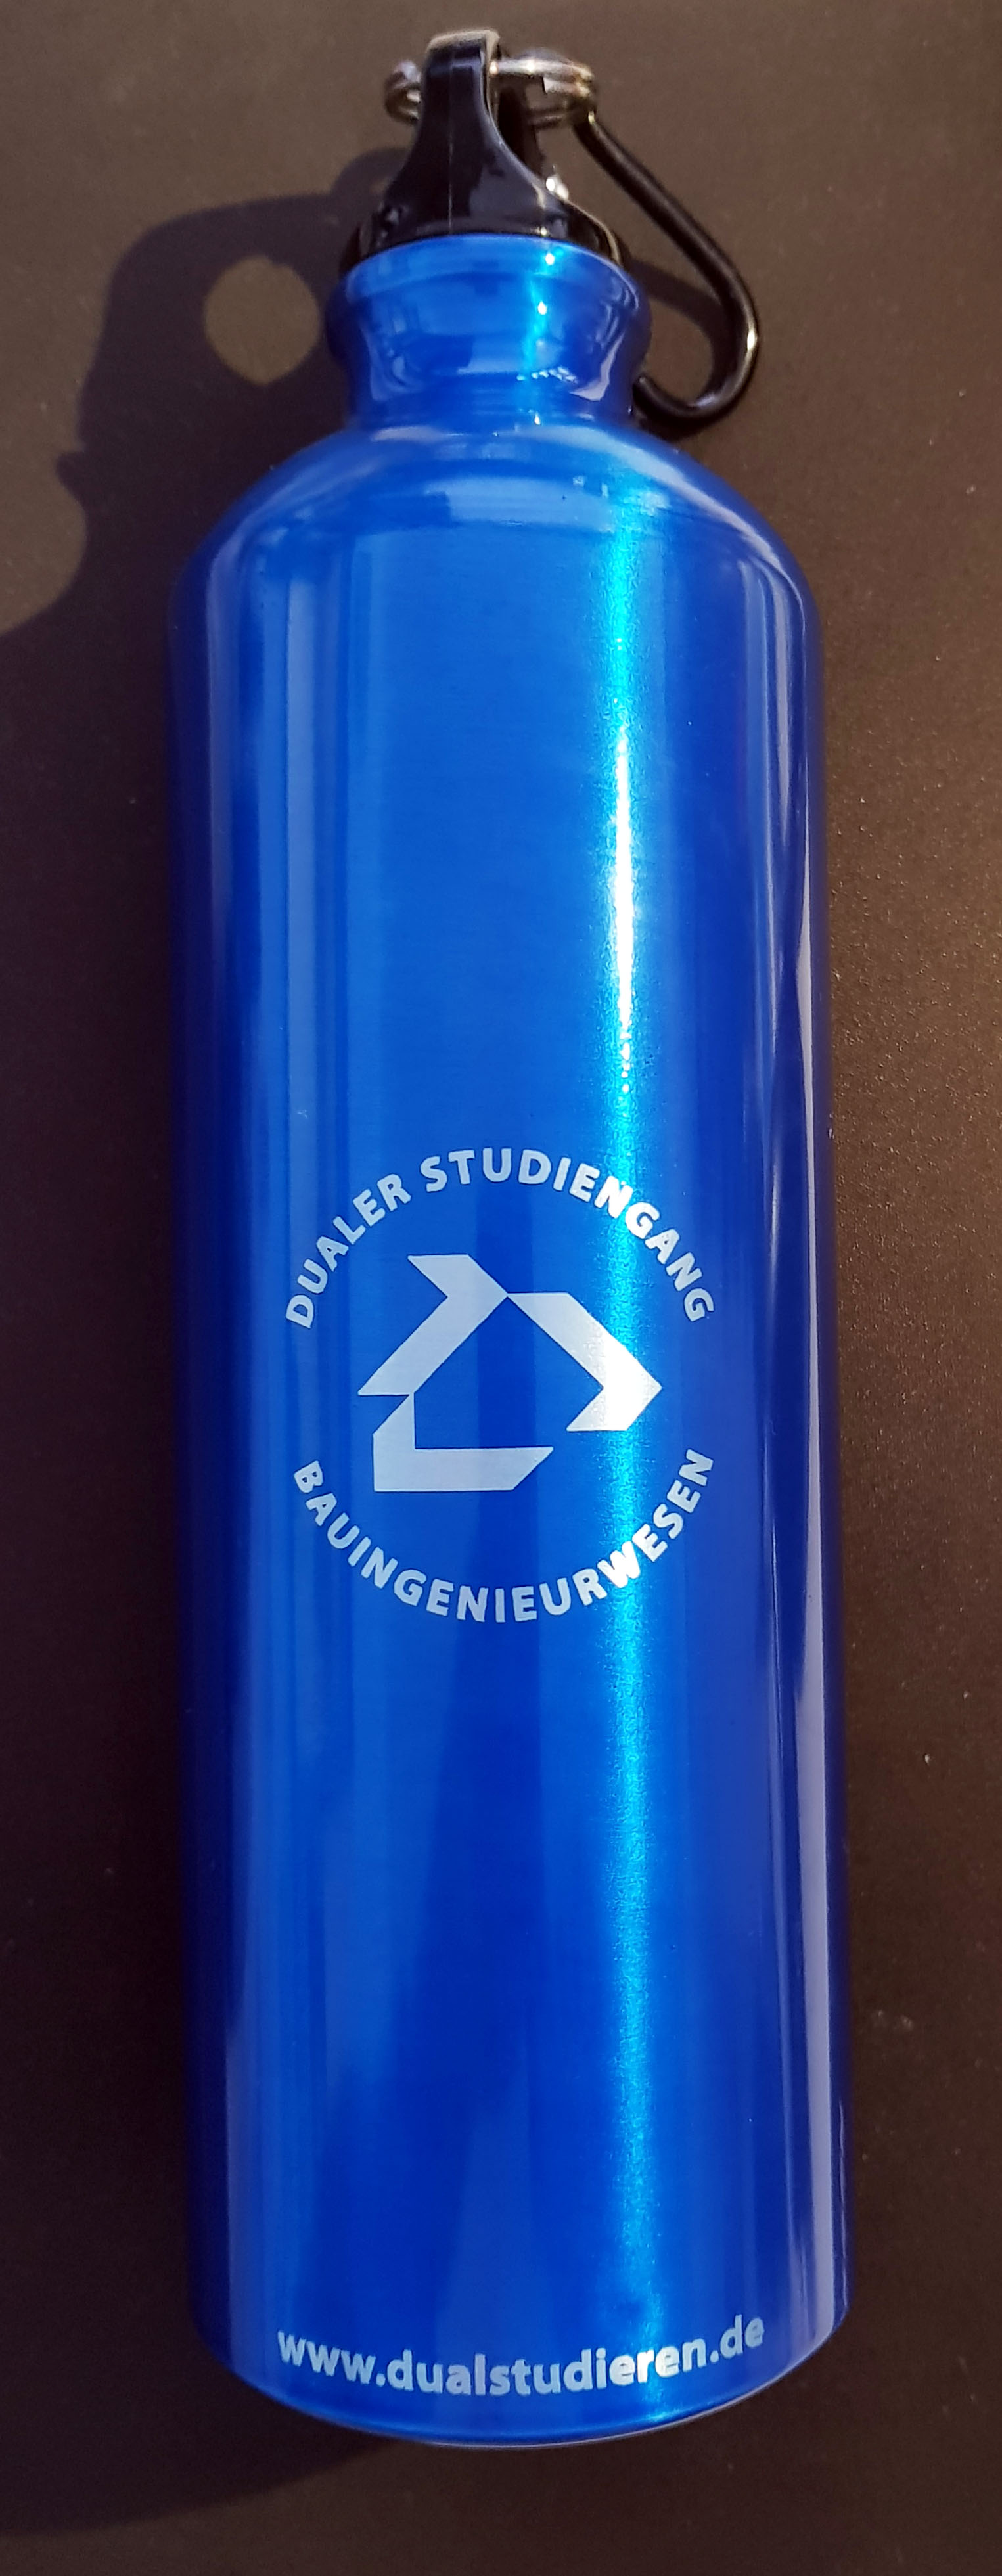 DUALER STUDIENGANG
BAUINGENIEURWESEN
www.dualstudieren.de